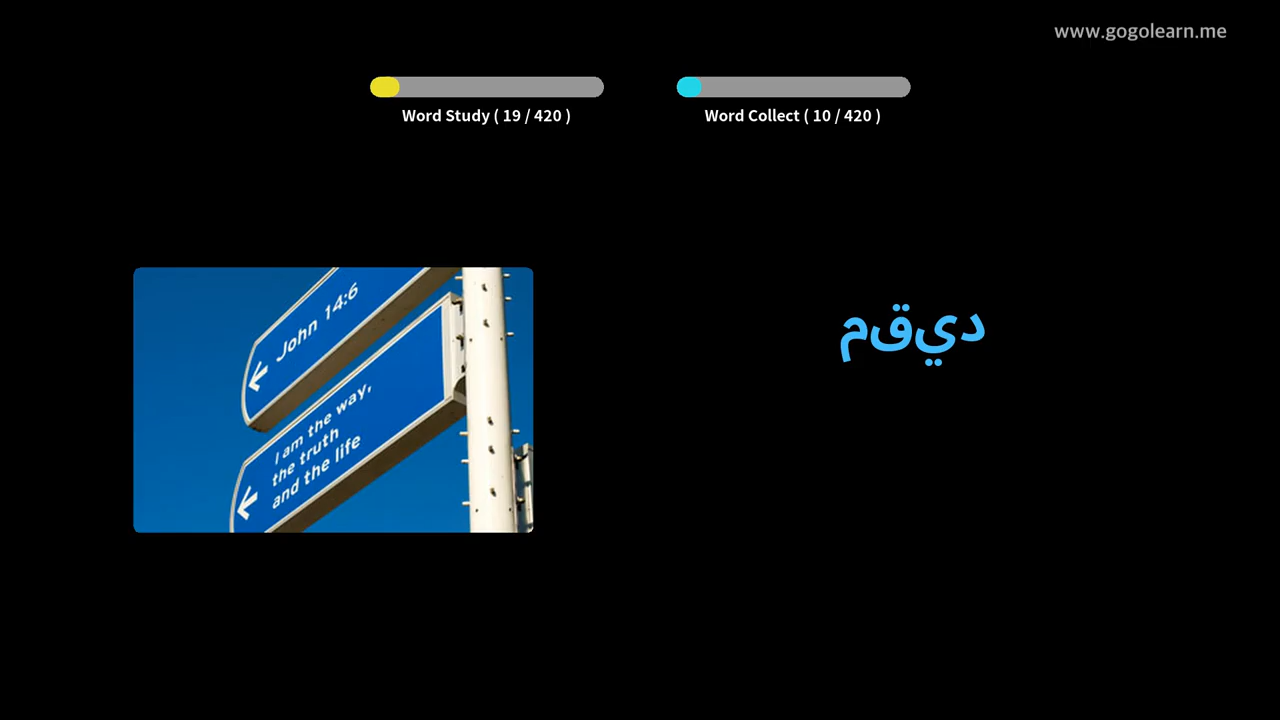 www.gogolearn.me
Word Study ( 19 / 420 )
Word Collect ( 10 / 420 )
John 14:6
I am the way,
the truth
and the life
ديقم